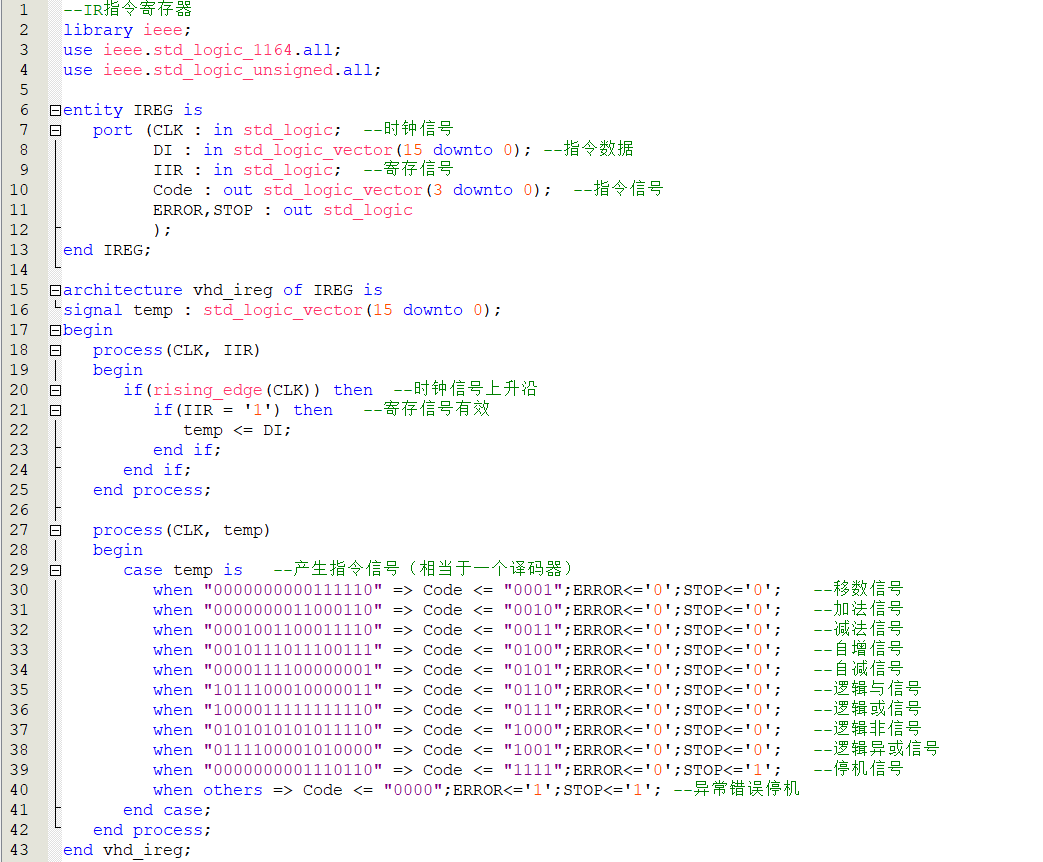 1 --IR指令寄存器
2 library ieee;
3 use ieee.std_logic_1164.all;
4 use ieee.std_logic_unsigned.all;
5
6 entity IREG is
7 port (CLK : in std_logic; --时钟信号
8 DI : in std_logic_vector(15 downto 0); --指令数据
9 IIR : in std_logic; --寄存信号
10 Code : out std_logic_vector(3 downto 0); --指令信号
11 ERROR,STOP : out std_logic
12 );
13 end IREG;
14
15 architecture vhd_ireg of IREG is
16 signal temp : std_logic_vector(15 downto 0);
17 begin
18 process(CLK, IIR)
19 begin
20 if(rising_edge(CLK)) then --时钟信号上升沿
21 if(IIR = '1') then --寄存信号有效
22 temp <= DI;
23 end if;
24 end if;
25 end process;
26
27 process(CLK, temp)
28 begin
29 case temp is --产生指令信号（相当于一个译码器）
30 when "0000000000111110" => Code <= "0001";ERROR<='0';STOP<='0'; --移数信号
31 when "0000000011000110" => Code <= "0010";ERROR<='0';STOP<='0'; --加法信号
32 when "0001001100011110" => Code <= "0011";ERROR<='0';STOP<='0'; --减法信号
33 when "0010111011100111" => Code <= "0100";ERROR<='0';STOP<='0'; --自增信号
34 when "0000111100000001" => Code <= "0101";ERROR<='0';STOP<='0'; --自减信号
35 when "1011100010000011" => Code <= "0110";ERROR<='0';STOP<='0'; --逻辑与信号
36 when "1000011111111110" => Code <= "0111";ERROR<='0';STOP<='0'; --逻辑或信号
37 when "0101010101011110" => Code <= "1000";ERROR<='0';STOP<='0'; --逻辑非信号
38 when "0111100001010000" => Code <= "1001";ERROR<='0';STOP<='0'; --逻辑异或信号
39 when "0000000001110110" => Code <= "1111";ERROR<='0';STOP<='1'; --停机信号
40 when others => Code <= "0000";ERROR<='1';STOP<='1'; --异常错误停机
41 end case;
42 end process;
43 end vhd_ireg;